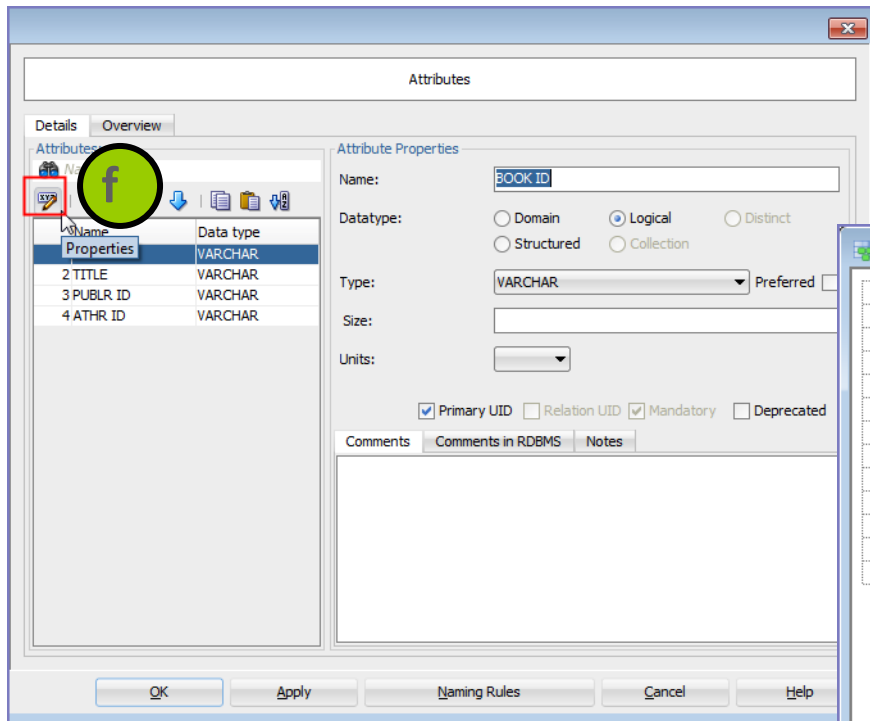 Attributes
Details Overview
Attributes
f
Name Data type
Properties
VARCHAR
2 TITLE VARCHAR
3 PUBLR ID VARCHAR
4 ATHR ID VARCHAR
Attribute Properties
Name: BOOK ID
Datatype: Domain Logical Distinct
Structured Collection
Type: VARCHAR Preferred
Size:
Units:
Primary UID Relation UID Mandatory Deprecated
Comments Comments in RDBMS Notes
OK Apply Naming Rules Cancel Help